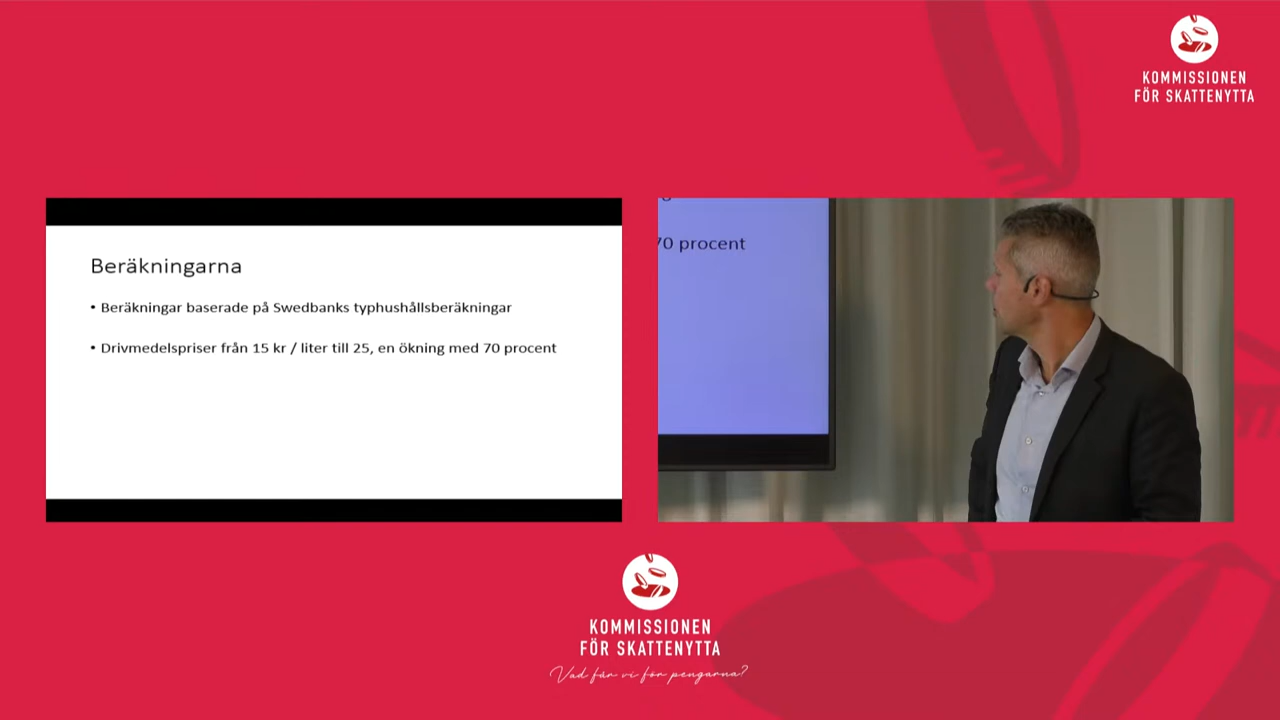 KOMMISSIONEN
FÖR SKATTENYTTA
Beräkningarna
• Beräkningar baserade på Swedbanks typhushållsberäkningar
• Drivmedelspriser från 15 kr / liter till 25, en ökning med 70 procent
70 procent
KOMMISSIONEN
FÖR SKATTENYTTA
Vad får vi för pengarna?